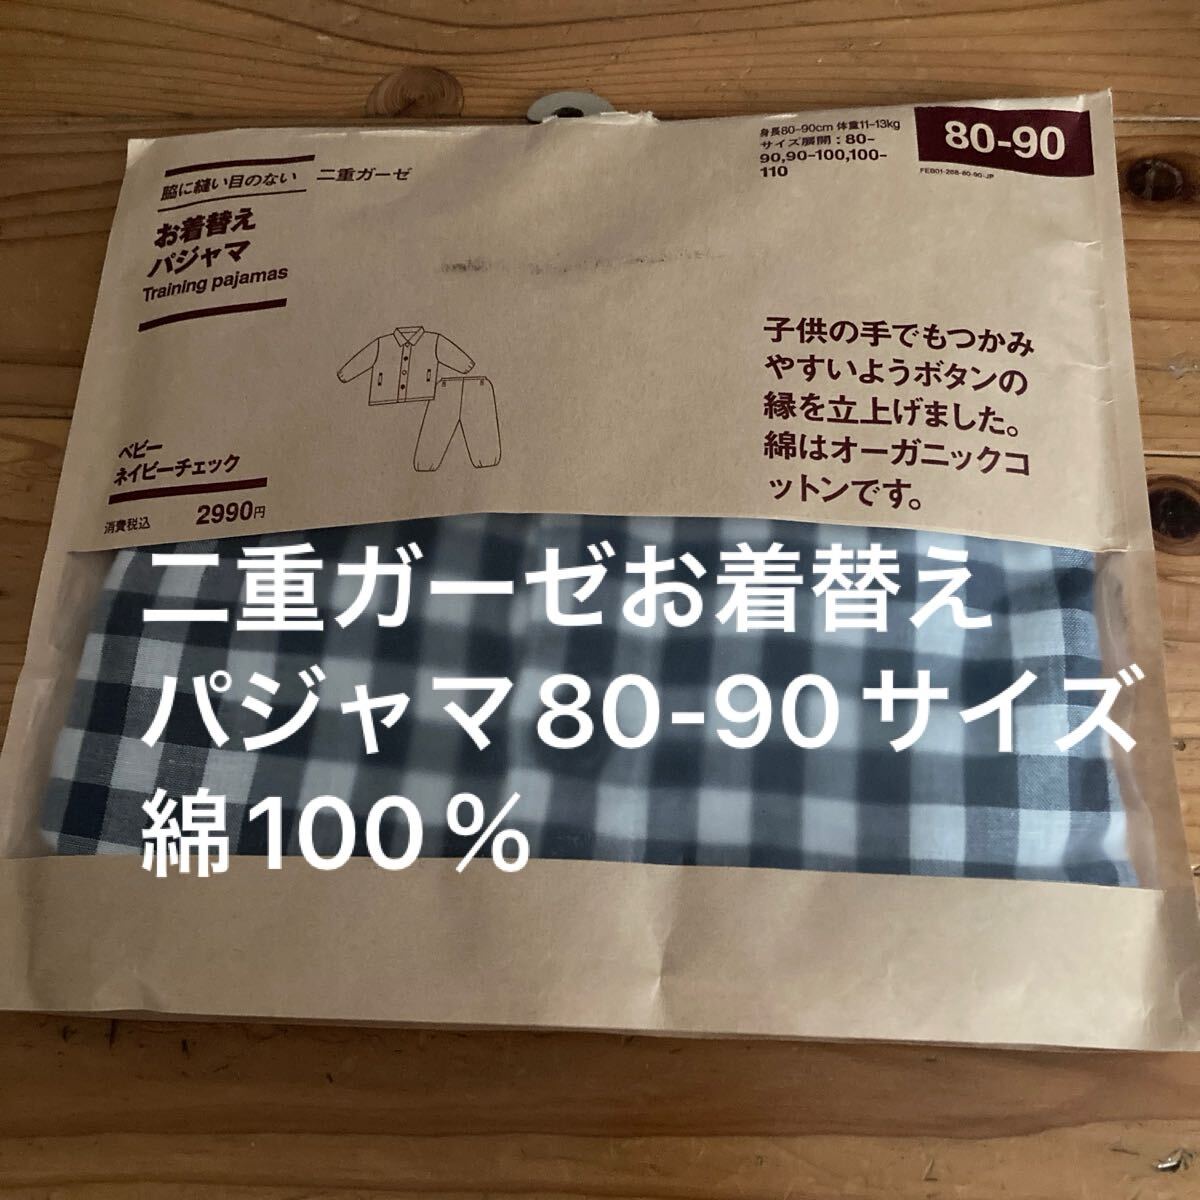 脇に縫い目のない 二重ガーゼ
お着替え
パジャマ
Training pajamas
身長80-90cm 体重11-13kg
サイズ展開：80-
90,90-100,100-
110
80-90
FEB01-268-80-90-JP
子供の手でもつかみ
やすいようボタンの
縁を立上げました。
綿はオーガニックコ
ットンです。
ベビー
ネイビーチェック
消費税込 2990円
二重ガーゼお着替え
パジャマ80-90サイズ
綿100％